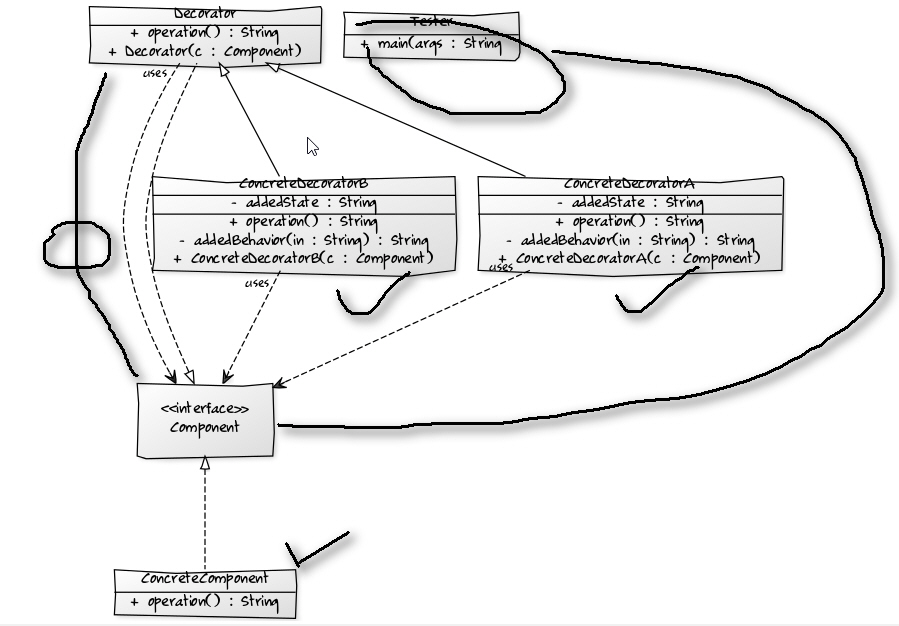 Decorator
+ operation() : String
+ Decorator(c : Component)
Tester
+ main(args : String
uses
ConcreteDecoratorB
- addedState : String
+ operation() : String
- addedBehavior(in : String) : String
+ ConcreteDecoratorB(c : Component)
ConcreteDecoratorA
- addedState : String
+ operation() : String
- addedBehavior(in : String) : String
+ ConcreteDecoratorA(c : Component)
uses
uses
<<interface>>
Component
ConcreteComponent
+ operation() : String